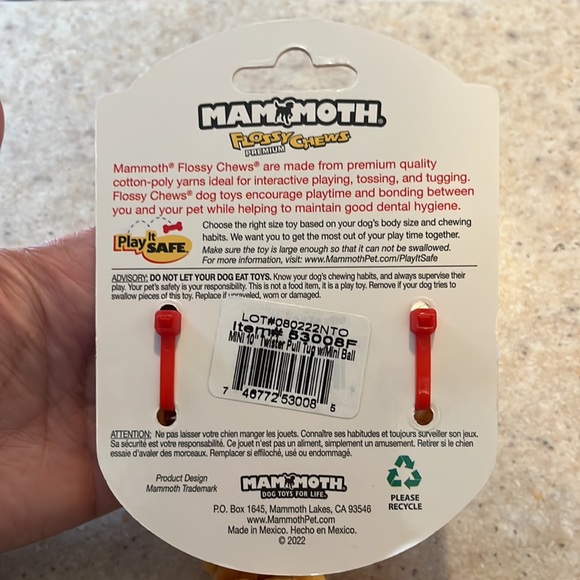 MAMMOTH®
FLOSSY CHEWS
PREMIUM
Mammoth® Flossy Chews® are made from premium quality
cotton-poly yarns ideal for interactive playing, tossing, and tugging.
Flossy Chews® dog toys encourage playtime and bonding between
you and your pet while helping to maintain good dental hygiene.
Play It SAFE
Choose the right size toy based on your dog's body size and chewing
habits. We want you to get the most out of your play time together.
Make sure the toy is large enough so that it can not be swallowed.
For more information, visit: www.MammothPet.com/PlayItSafe
ADVISORY: DO NOT LET YOUR DOG EAT TOYS. Know your dog's chewing habits, and always supervise their
play. Your pet's safety is your responsibility. This is not a food item, it is a play toy. Remove if your dog tries to
swallow pieces of this toy. Replace if unraveled, worn or damaged.
LOT#080222NTO
Item# 53008F
MINI 10" Twister Pull Tug w/Mini Ball
7 46772 53008 5
ATTENTION: Ne pas laisser votre chien manger les jouets. Connaître ses habitudes et toujours surveiller son jeux.
Sa sécurité est votre responsabilité. Ce jouet n'est pas un aliment, simplement un amusement. Retirer si le chien
essaie d'avaler des morceaux. Remplacer si effiloché, usé ou endommagé.
Product Design
Mammoth Trademark
MAMMOTH®
DOG TOYS FOR LIFE.
P.O. Box 1645, Mammoth Lakes, CA 93546
www.MammothPet.com
Made in Mexico. Hecho en Mexico.
© 2022
PLEASE
RECYCLE